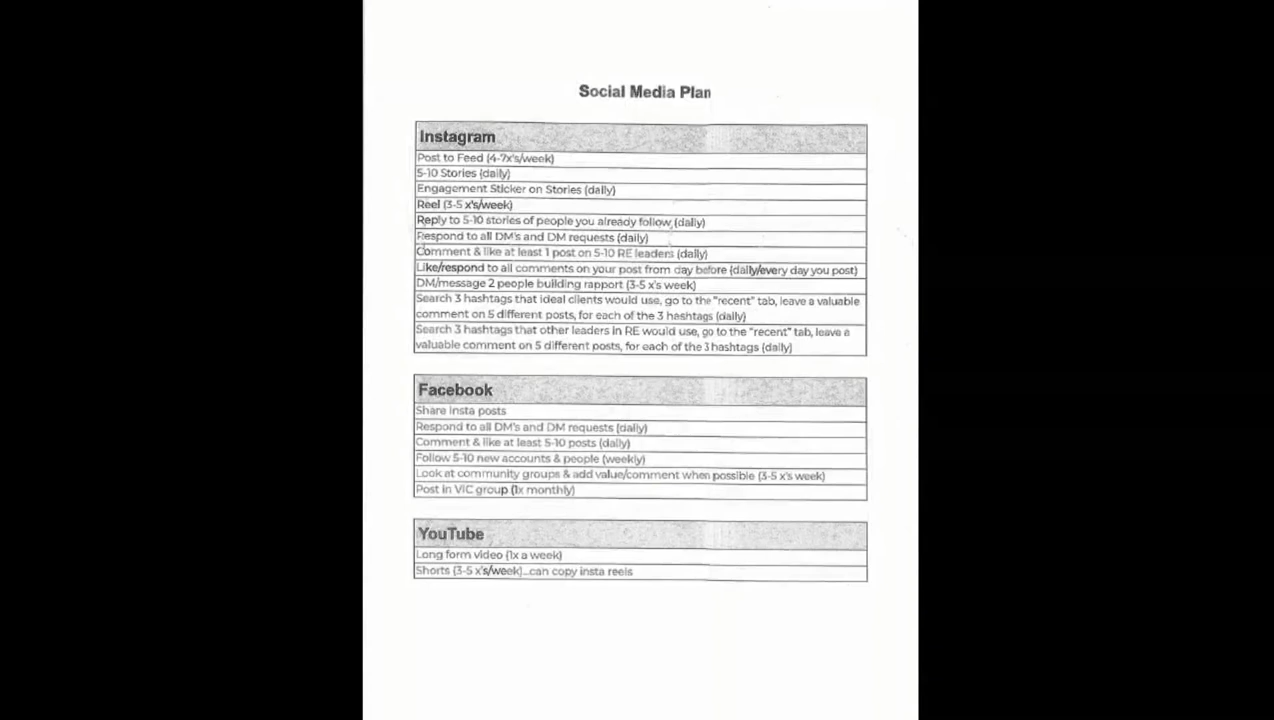 Social Media Plan
Instagram
Post to Feed (4-7x's/week)
5-10 Stories (daily)
Engagement Sticker on Stories (daily)
Reel (3-5 x's/week)
Reply to 5-10 stories of people you already follow (daily)
Respond to all DM's and DM requests (daily)
Comment & like at least 1 post on 5-10 RE leaders (daily)
Like/respond to all comments on your post from day before (daily/every day you post)
DM/message 2 people building rapport (3-5 x's week)
Search 3 hashtags that ideal clients would use, go to the "recent" tab, leave a valuable
comment on 5 different posts, for each of the 3 hashtags (daily)
Search 3 hashtags that other leaders in RE would use, go to the "recent" tab, leave a
valuable comment on 5 different posts, for each of the 3 hashtags (daily)
Facebook
Share insta posts
Respond to all DM's and DM requests (daily)
Comment & like at least 5-10 posts (daily)
Follow 5-10 new accounts & people (weekly)
Look at community groups & add value/comment when possible (3-5 x's week)
Post in VIC group (1x monthly)
YouTube
Long form video (1x a week)
Shorts (3-5 x's/week)...can copy insta reels